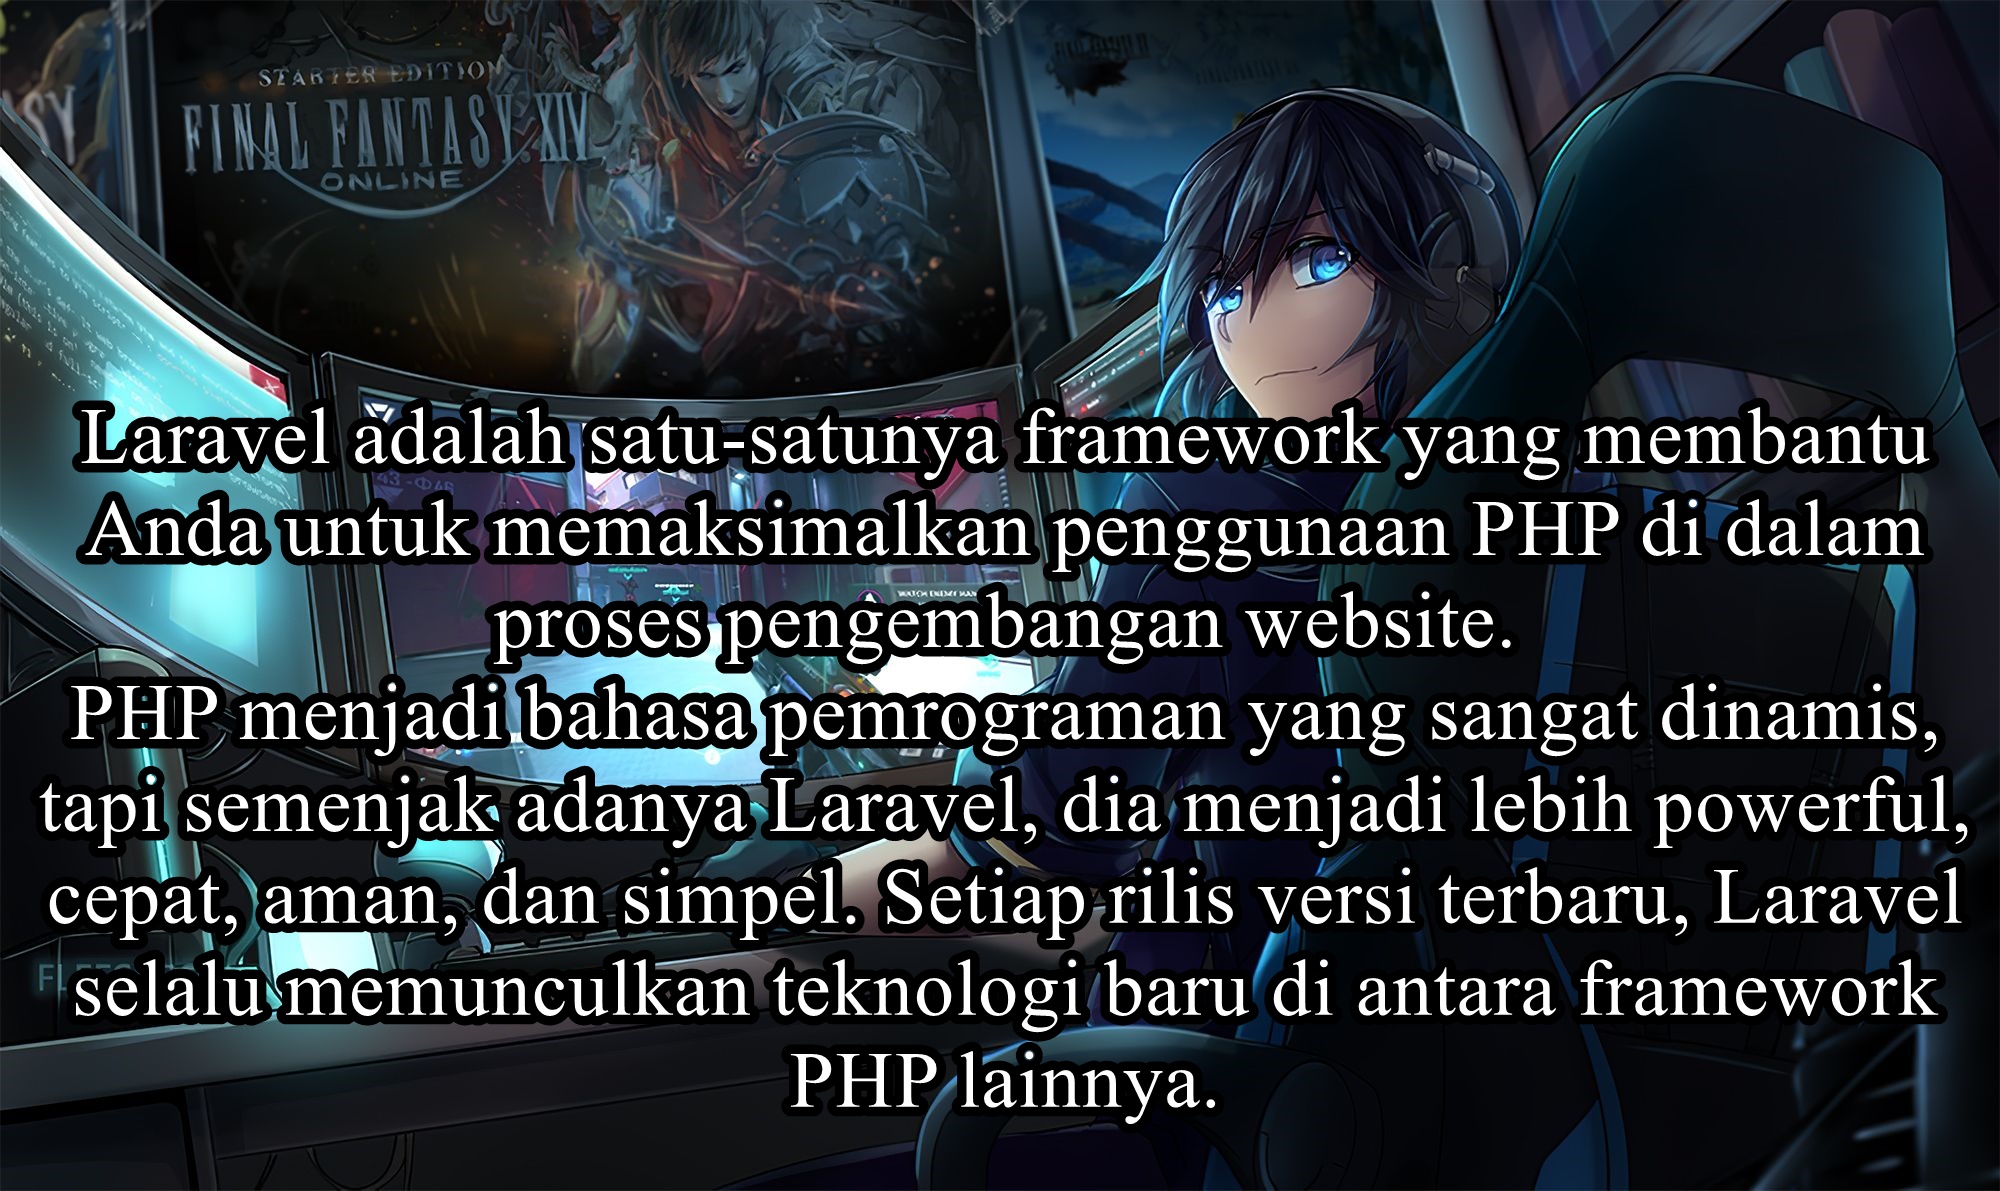 STARTER EDITION
FINAL FANTASY XIV
ONLINE
SY
Laravel adalah satu-satunya framework yang membantu
Anda untuk memaksimalkan penggunaan PHP di dalam
proses pengembangan website.
PHP menjadi bahasa pemrograman yang sangat dinamis,
tapi semenjak adanya Laravel, dia menjadi lebih powerful,
cepat, aman, dan simpel. Setiap rilis versi terbaru, Laravel
selalu memunculkan teknologi baru di antara framework
PHP lainnya.